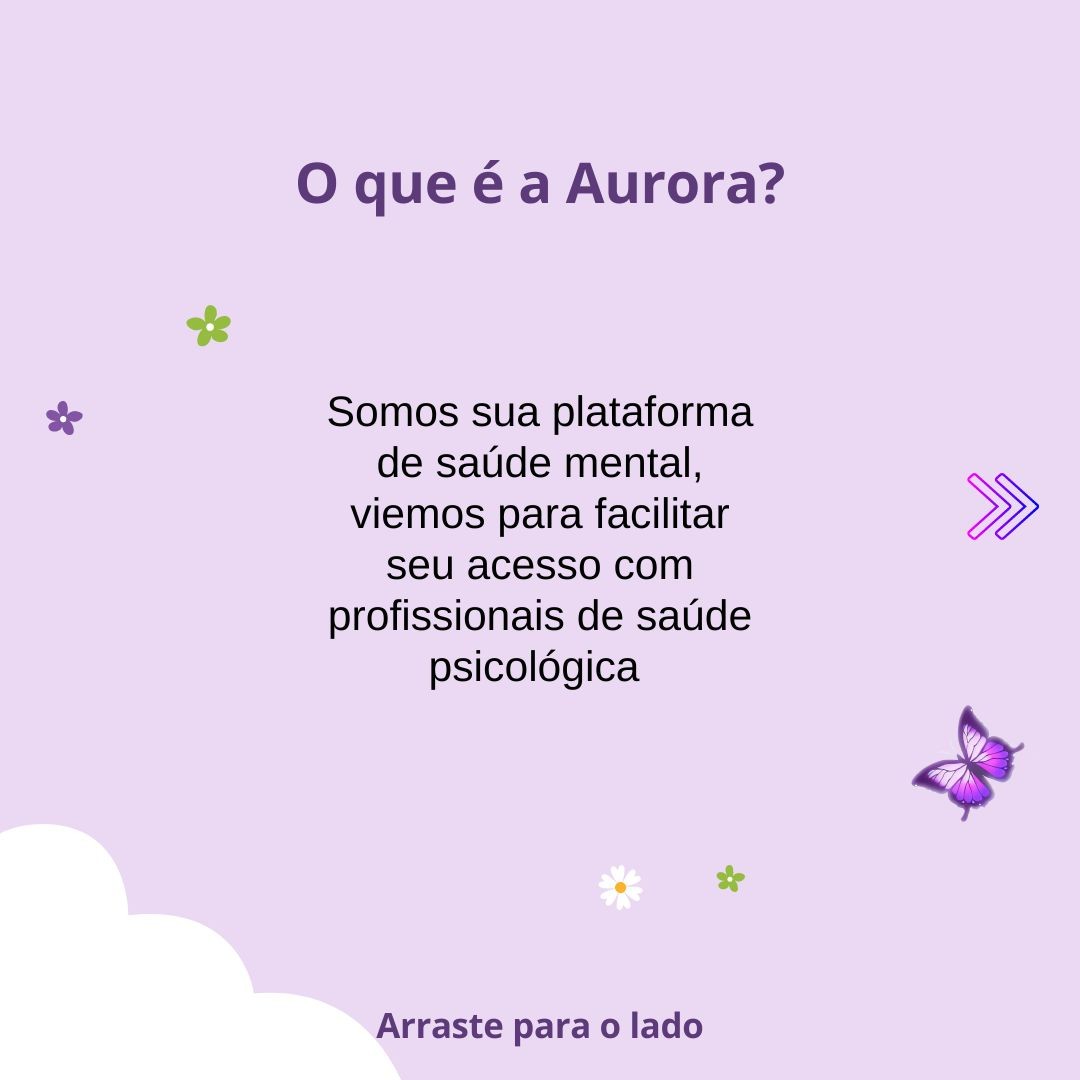 O que é a Aurora?
Somos sua plataforma
de saúde mental,
viemos para facilitar
seu acesso com
profissionais de saúde
psicológica
Arraste para o lado